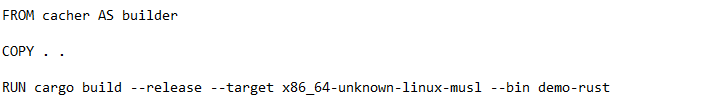 FROM cacher AS builder
COPY . .
RUN cargo build --release --target x86_64-unknown-linux-musl --bin demo-rust